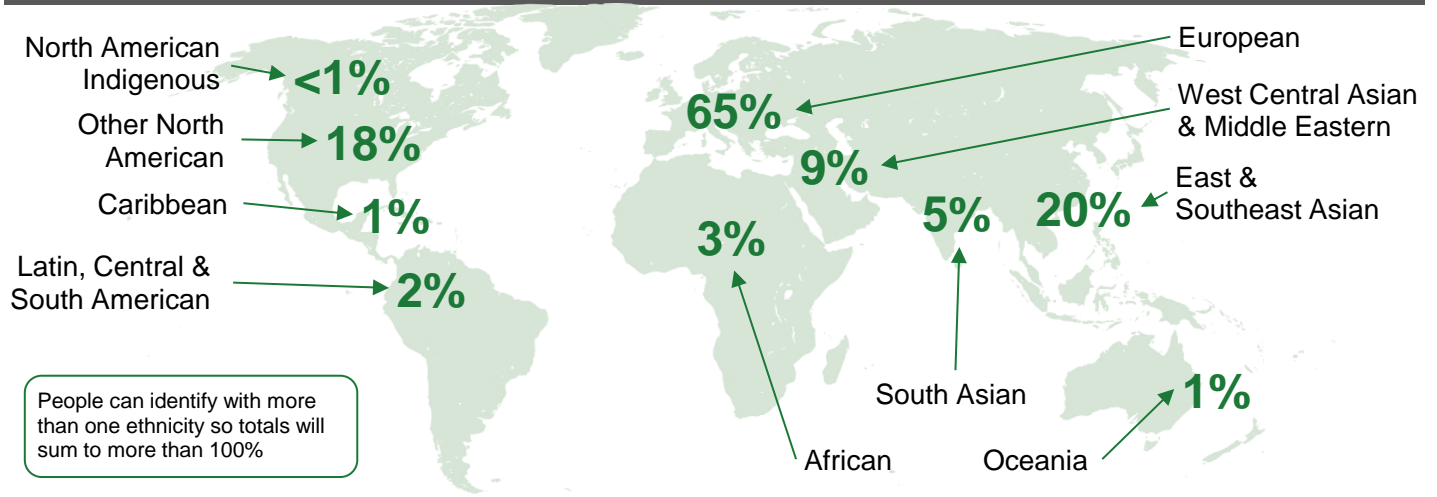 North American
Indigenous
<1%
Other North
American
18%
Caribbean
1%
Latin, Central &
South American
2%
European
65%
West Central Asian
& Middle Eastern
9%
East &
Southeast Asian
20%
5%
South Asian
3%
African
Oceania
1%
People can identify with more
than one ethnicity so totals will
sum to more than 100%